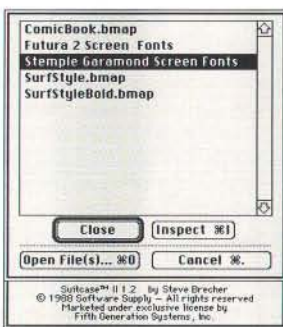 ComicBook.bmap
Futura 2 Screen Fonts
Stemple Garamond Screen Fonts
SurfStyle.bmap
SurfStyleBold.bmap
Close
Inspect ⌘I
Open File(s)... ⌘O
Cancel ⌘.
Suitcase™ II 1.2 by Steve Brecher
© 1988 Software Supply — All rights reserved
Marketed under exclusive license by
Fifth Generation Systems, Inc.